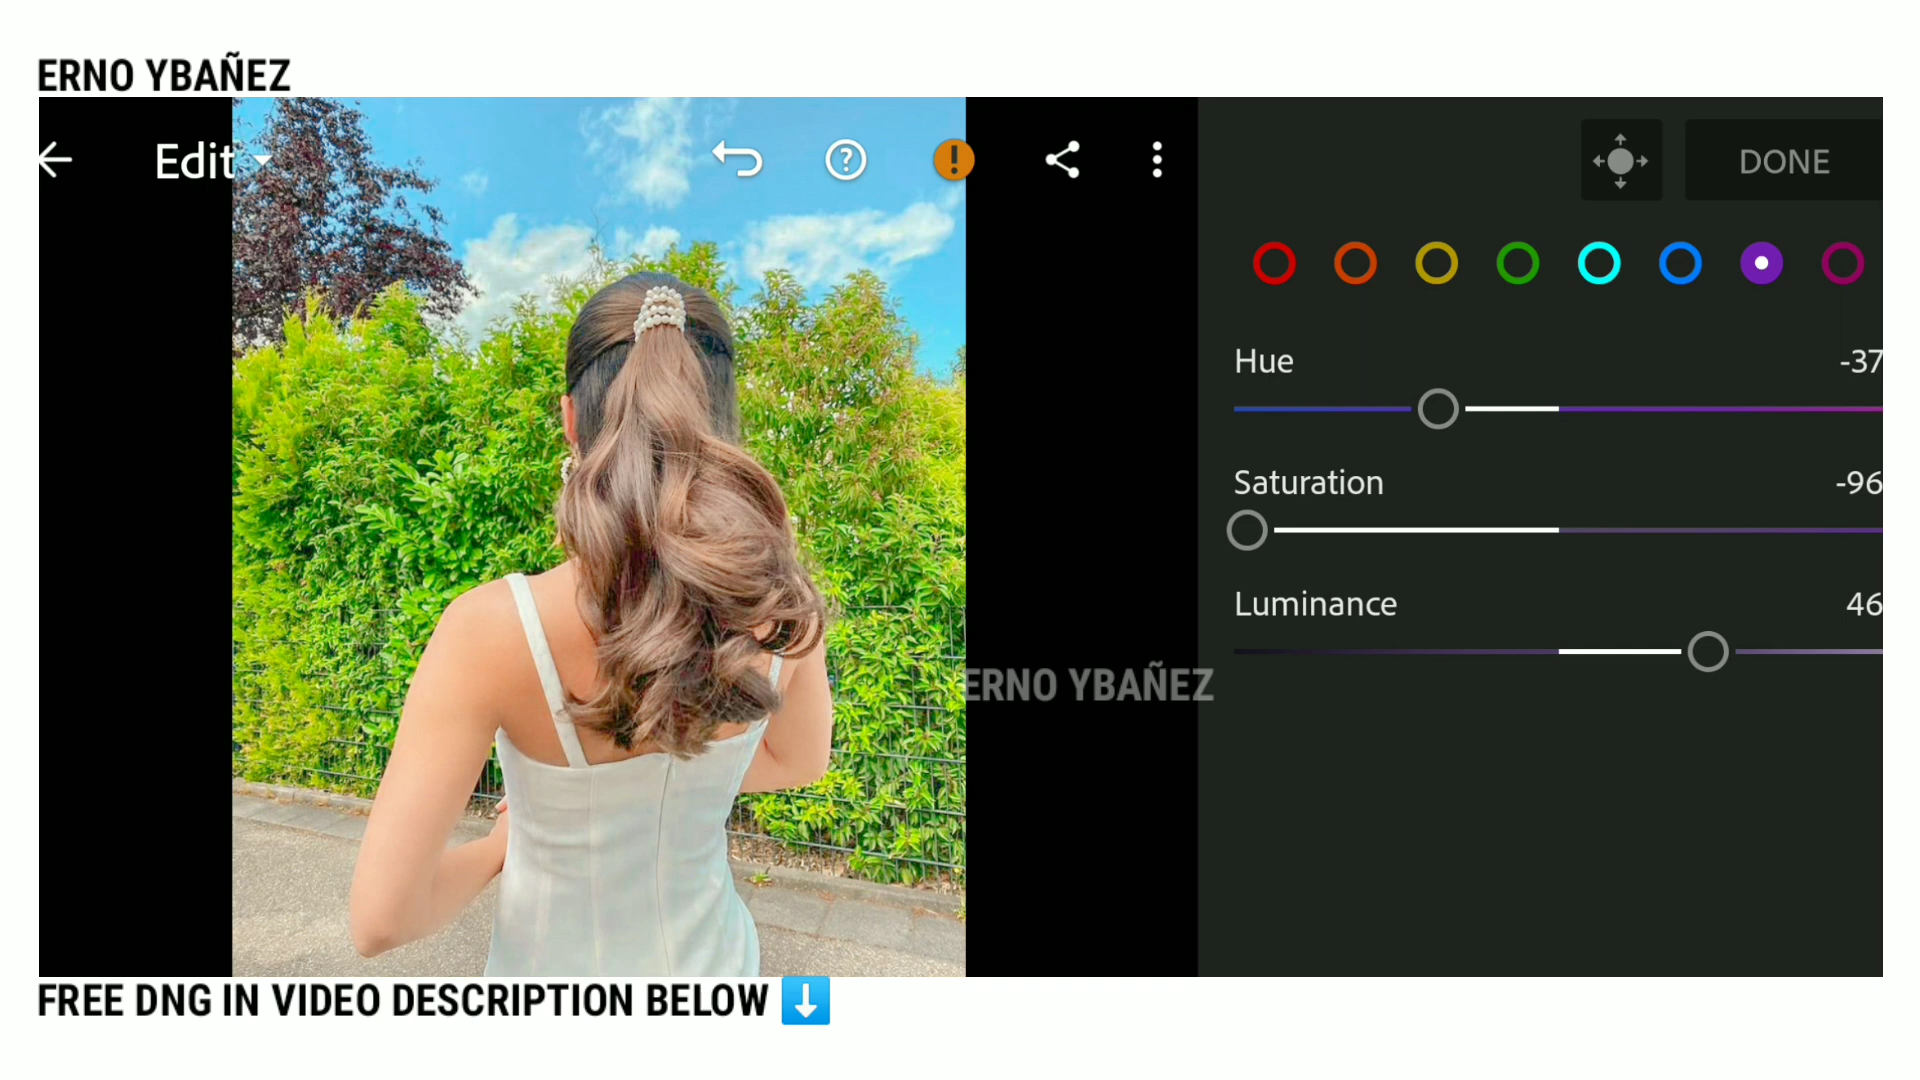 ERNO YBAÑEZ
Edit
DONE
Hue -37
Saturation -96
Luminance 46
ERNO YBAÑEZ
FREE DNG IN VIDEO DESCRIPTION BELOW